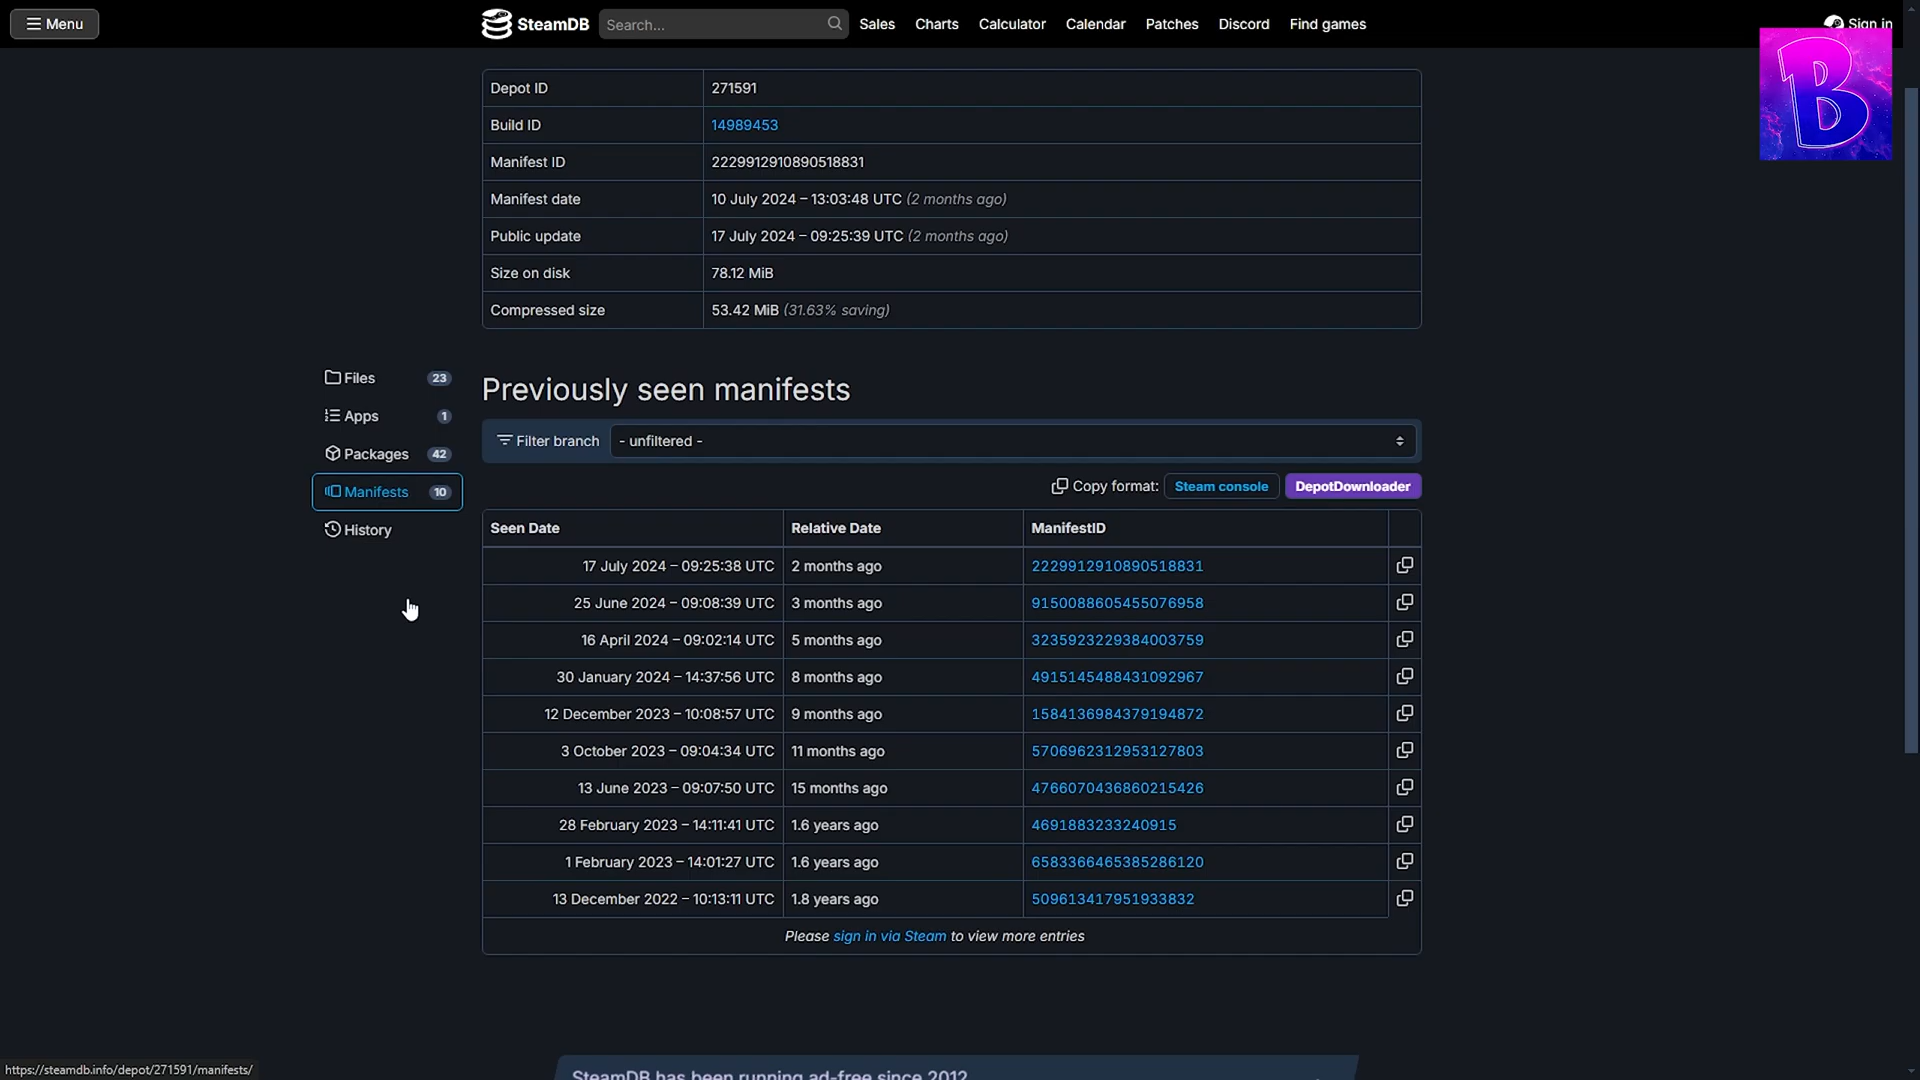 Menu
SteamDB
Search...
Sales
Charts
Calculator
Calendar
Patches
Discord
Find games
Sign in
B
Depot ID 271591
Build ID 14989453
Manifest ID 2229912910890518831
Manifest date 10 July 2024 – 13:03:48 UTC (2 months ago)
Public update 17 July 2024 – 09:25:39 UTC (2 months ago)
Size on disk 78.12 MiB
Compressed size 53.42 MiB (31.63% saving)
Files 23
Apps 1
Packages 42
Manifests 10
History
Previously seen manifests
Filter branch - unfiltered -
Copy format: Steam console DepotDownloader
Seen Date Relative Date ManifestID
17 July 2024 – 09:25:38 UTC 2 months ago 2229912910890518831
25 June 2024 – 09:08:39 UTC 3 months ago 9150088605455076958
16 April 2024 – 09:02:14 UTC 5 months ago 3235923229384003759
30 January 2024 – 14:37:56 UTC 8 months ago 4915145488431092967
12 December 2023 – 10:08:57 UTC 9 months ago 1584136984379194872
3 October 2023 – 09:04:34 UTC 11 months ago 5706962312953127803
13 June 2023 – 09:07:50 UTC 15 months ago 4766070436860215426
28 February 2023 – 14:11:41 UTC 1.6 years ago 4691883233240915
1 February 2023 – 14:01:27 UTC 1.6 years ago 6583366465385286120
13 December 2022 – 10:13:11 UTC 1.8 years ago 509613417951933832
Please sign in via Steam to view more entries
SteamDB has been running ad-free since 2012
https://steamdb.info/depot/271591/manifests/